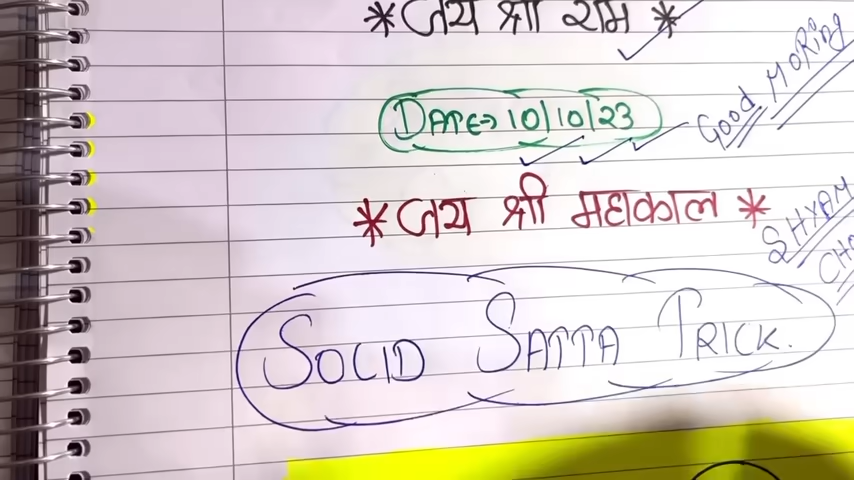 *जय श्री राम*
DATE→ 10/10/23
Good MoRing
*जय श्री महाकाल*
SHYAM
SOLID SATTA TRICK.